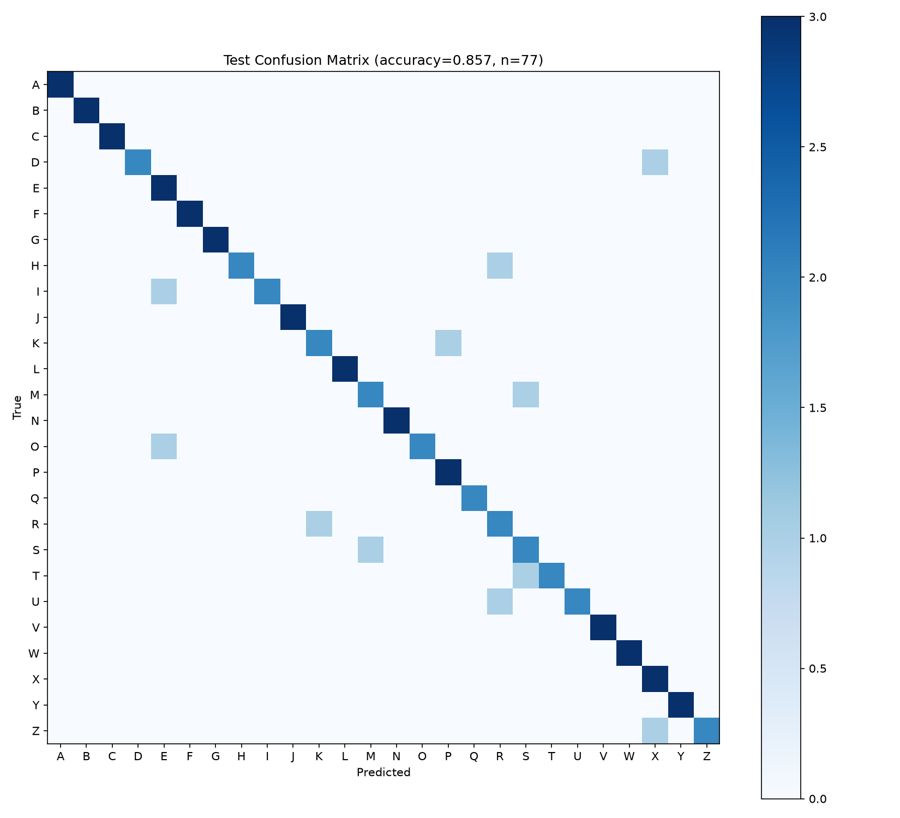 Test Confusion Matrix (accuracy=0.857, n=77)
True
A
B
C
D
E
F
G
H
I
J
K
L
M
N
O
P
Q
R
S
T
U
V
W
X
Y
Z
A B C D E F G H I J K L M N O P Q R S T U V W X Y Z
Predicted
3.0
2.5
2.0
1.5
1.0
0.5
0.0